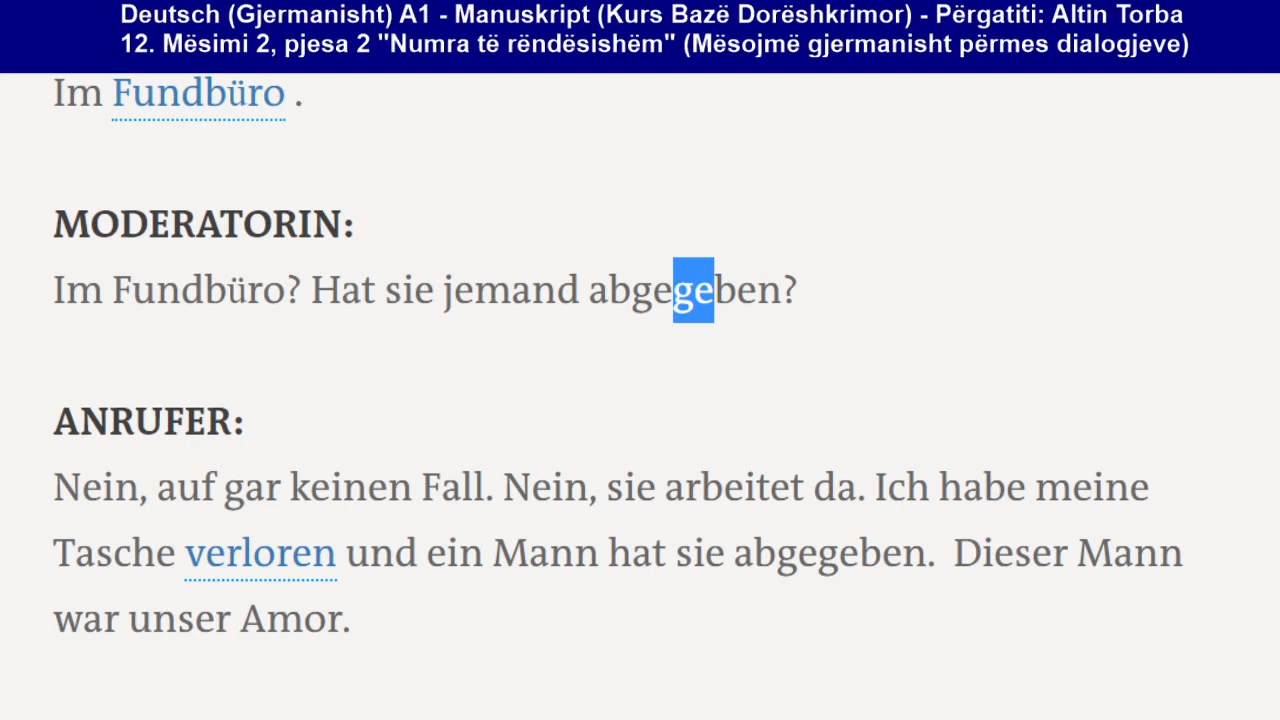 Deutsch (Gjermanisht) A1 - Manuskript (Kurs Bazë Dorëshkrimor) - Përgatiti: Altin Torba
12. Mësimi 2, pjesa 2 "Numra të rëndësishëm" (Mësojmë gjermanisht përmes dialogjeve)
Im Fundbüro .
MODERATORIN:
Im Fundbüro? Hat sie jemand abgegeben?
ANRUFER:
Nein, auf gar keinen Fall. Nein, sie arbeitet da. Ich habe meine
Tasche verloren und ein Mann hat sie abgegeben. Dieser Mann
war unser Amor.